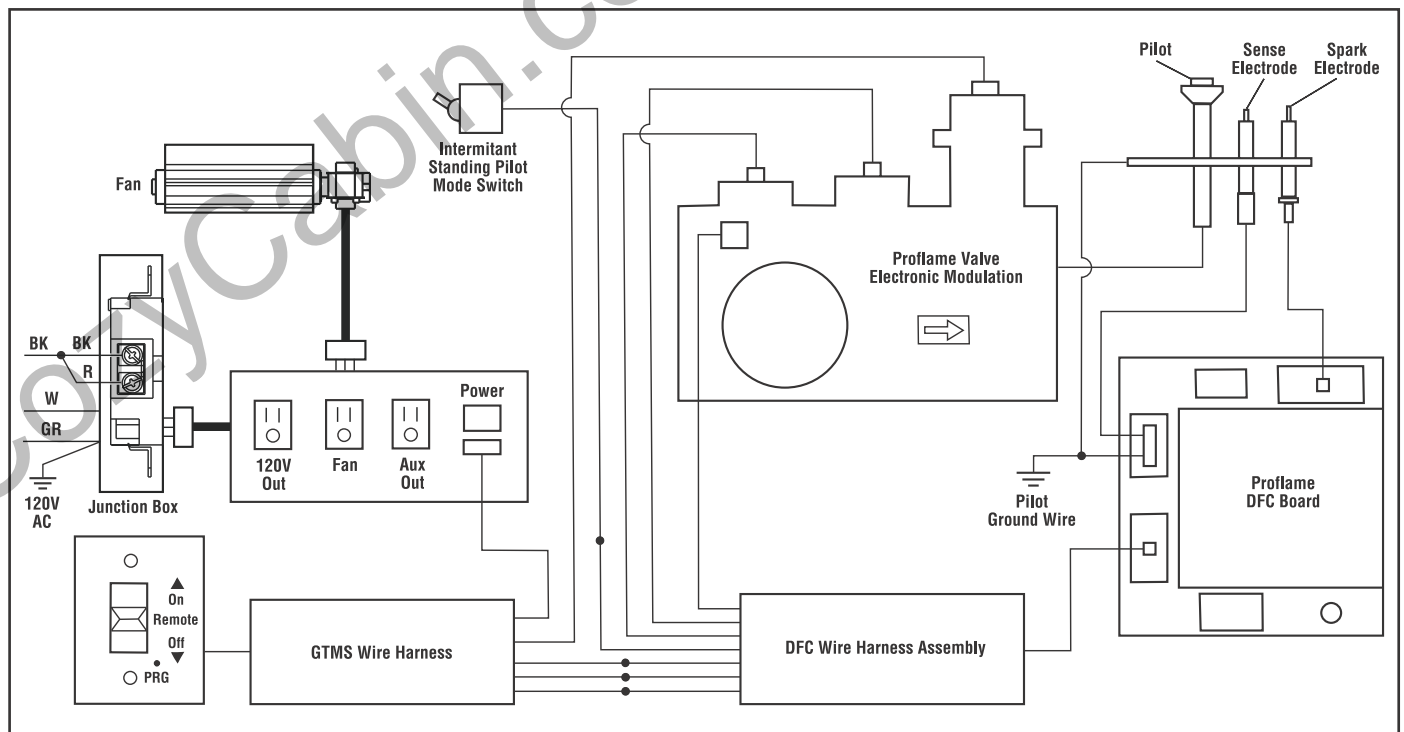 CozyCabin.co
Pilot
Sense
Electrode
Spark
Electrode
Intermitant
Standing Pilot
Mode Switch
Fan
Proflame Valve
Electronic Modulation
BK
BK
R
W
GR
120V
AC
Junction Box
120V
Out
Fan
Aux
Out
Power
Pilot
Ground Wire
Proflame
DFC Board
On
Remote
Off
PRG
GTMS Wire Harness
DFC Wire Harness Assembly